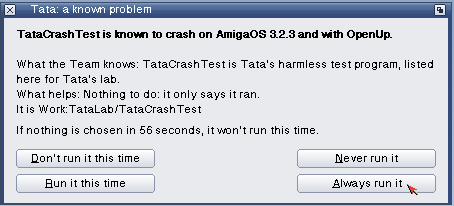 Tata: a known problem
TataCrashTest is known to crash on AmigaOS 3.2.3 and with OpenUp.
What the Team knows: TataCrashTest is Tata's harmless test program, listed
here for Tata's lab.
What helps: Nothing to do: it only says it ran.
It is Work:TataLab/TataCrashTest
If nothing is chosen in 56 seconds, it won't run this time.
Don't run it this time
Never run it
Run it this time
Always run it